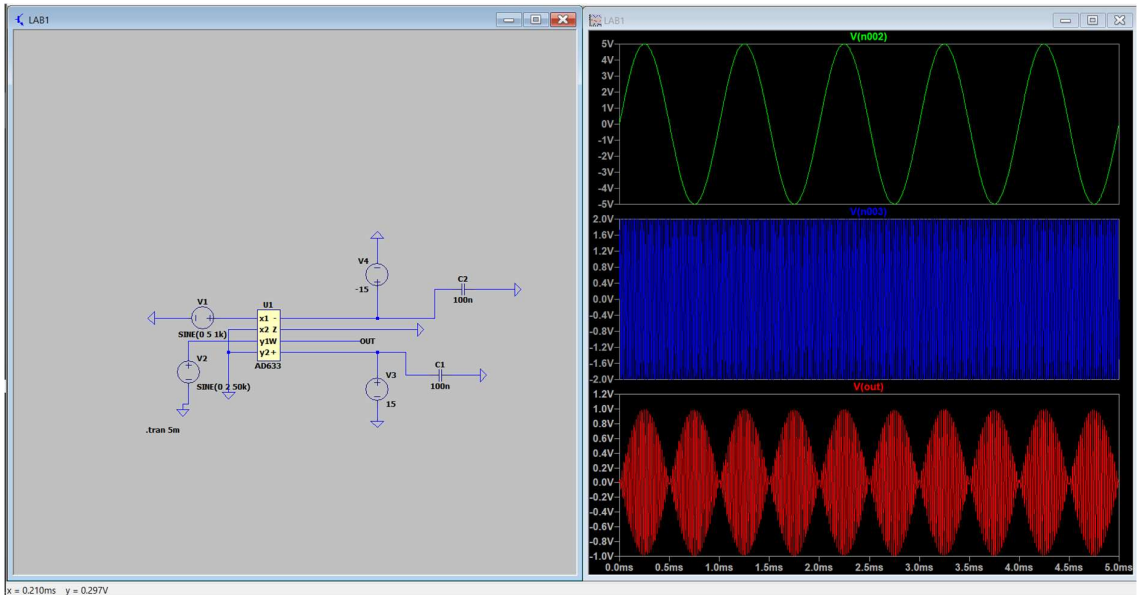 LAB1
V4
-15
C2
100n
V1
U1
SINE(0 5 1k)
x1 -
x2 Z
y1W
y2+
AD633
OUT
V2
SINE(0 2 50k)
C1
100n
V3
15
.tran 5m
x = 0.210ms y = 0.297V
LAB1
V(n002)
5V
4V
3V
2V
1V
0V
-1V
-2V
-3V
-4V
-5V
V(n003)
2.0V
1.6V
1.2V
0.8V
0.4V
0.0V
-0.4V
-0.8V
-1.2V
-1.6V
-2.0V
V(out)
1.2V
1.0V
0.8V
0.6V
0.4V
0.2V
0.0V
-0.2V
-0.4V
-0.6V
-0.8V
-1.0V
0.0ms 0.5ms 1.0ms 1.5ms 2.0ms 2.5ms 3.0ms 3.5ms 4.0ms 4.5ms 5.0ms